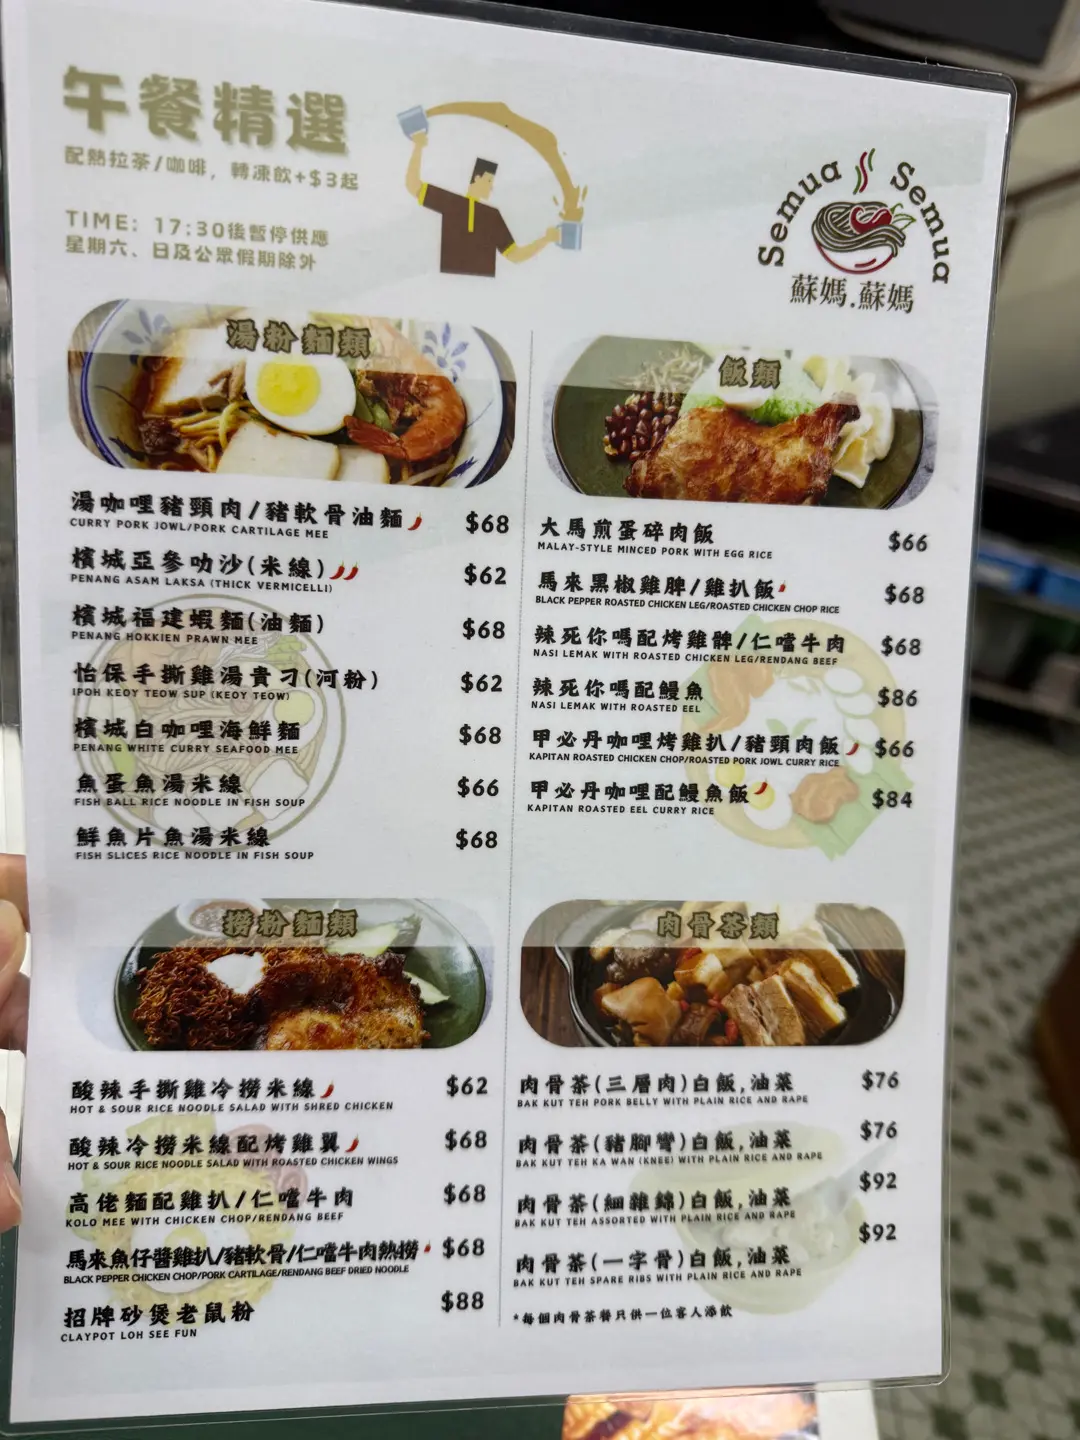 午餐精選
配熱拉茶/咖啡，轉凍飲+$3起
TIME: 17:30後暫停供應
星期六、日及公眾假期除外
Semua Semua
蘇媽.蘇媽
湯粉麵類
湯咖哩豬頸肉/豬軟骨油麵 $68
CURRY PORK JOWL/PORK CARTILAGE MEE
檳城亞參叻沙(米線) $62
PENANG ASAM LAKSA (THICK VERMICELLI)
檳城福建蝦麵(油麵) $68
PENANG HOKKIEN PRAWN MEE
怡保手撕雞湯貴刁(河粉) $62
IPOH KEOY TEOW SUP (KEOY TEOW)
檳城白咖哩海鮮麵 $68
PENANG WHITE CURRY SEAFOOD MEE
魚蛋魚湯米線 $66
FISH BALL RICE NOODLE IN FISH SOUP
鮮魚片魚湯米線 $68
FISH SLICES RICE NOODLE IN FISH SOUP
飯類
大馬煎蛋碎肉飯 $66
MALAY-STYLE MINCED PORK WITH EGG RICE
馬來黑椒雞脾/雞扒飯 $68
BLACK PEPPER ROASTED CHICKEN LEG/ROASTED CHICKEN CHOP RICE
辣死你嗎配烤雞髀/仁噹牛肉 $68
NASI LEMAK WITH ROASTED CHICKEN LEG/RENDANG BEEF
辣死你嗎配鰻魚 $86
NASI LEMAK WITH ROASTED EEL
甲必丹咖哩烤雞扒/豬頸肉飯 $66
KAPITAN ROASTED CHICKEN CHOP/ROASTED PORK JOWL CURRY RICE
甲必丹咖哩配鰻魚飯 $84
KAPITAN ROASTED EEL CURRY RICE
撈粉麵類
酸辣手撕雞冷撈米線 $62
HOT & SOUR RICE NOODLE SALAD WITH SHRED CHICKEN
酸辣冷撈米線配烤雞翼 $68
HOT & SOUR RICE NOODLE SALAD WITH ROASTED CHICKEN WINGS
高佬麵配雞扒/仁噹牛肉 $68
KOLO MEE WITH CHICKEN CHOP/RENDANG BEEF
馬來魚仔醬雞扒/豬軟骨/仁噹牛肉熱撈 $68
BLACK PEPPER CHICKEN CHOP/PORK CARTILAGE/RENDANG BEEF DRIED NOODLE
招牌砂煲老鼠粉 $88
CLAYPOT LOH SEE FUN
肉骨茶類
肉骨茶(三層肉)白飯,油菜 $76
BAK KUT TEH PORK BELLY WITH PLAIN RICE AND RAPE
肉骨茶(豬腳彎)白飯,油菜 $76
BAK KUT TEH KA WAN (KNEE) WITH PLAIN RICE AND RAPE
肉骨茶(細雜錦)白飯,油菜 $92
BAK KUT TEH ASSORTED WITH PLAIN RICE AND RAPE
肉骨茶(一字骨)白飯,油菜 $92
BAK KUT TEH SPARE RIBS WITH PLAIN RICE AND RAPE
*每個肉骨茶餐只供一位客人添飲